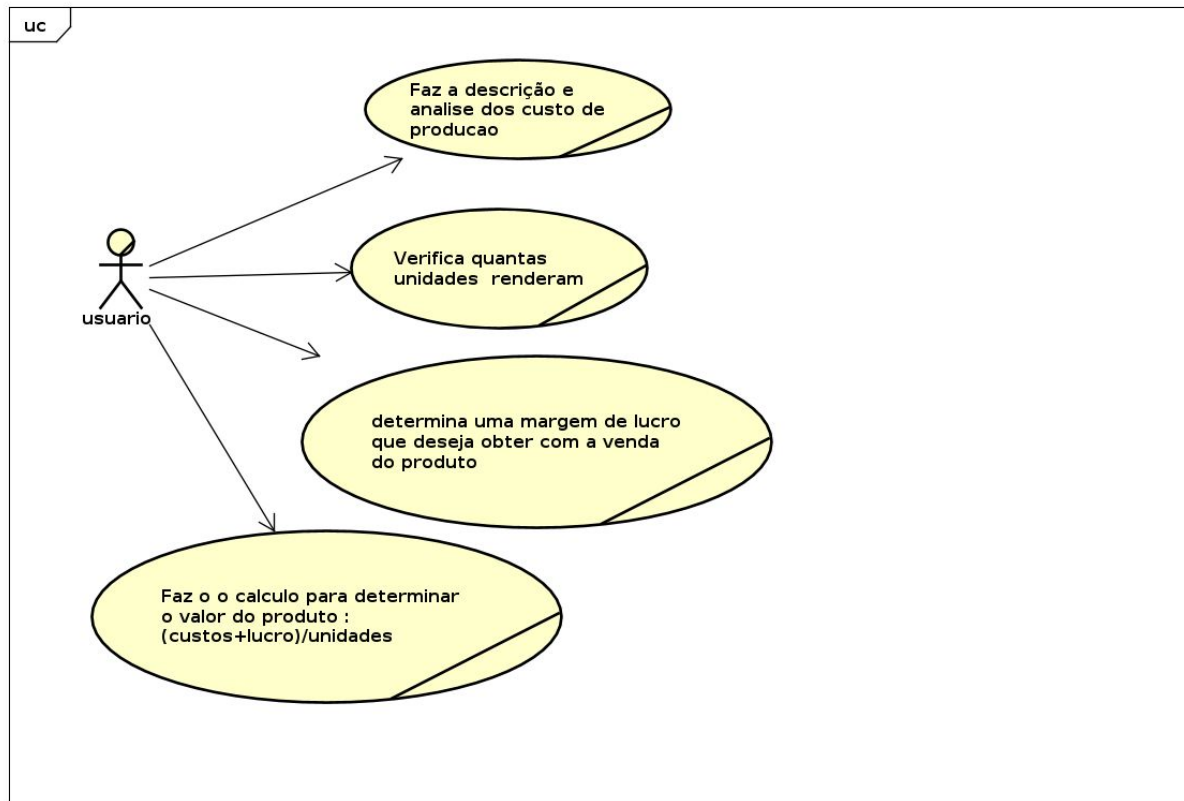 uc
Faz a descrição e
analise dos custo de
producao
Verifica quantas
unidades  renderam
usuario
determina uma margem de lucro
que deseja obter com a venda
do produto
Faz o o calculo para determinar
o valor do produto :
(custos+lucro)/unidades